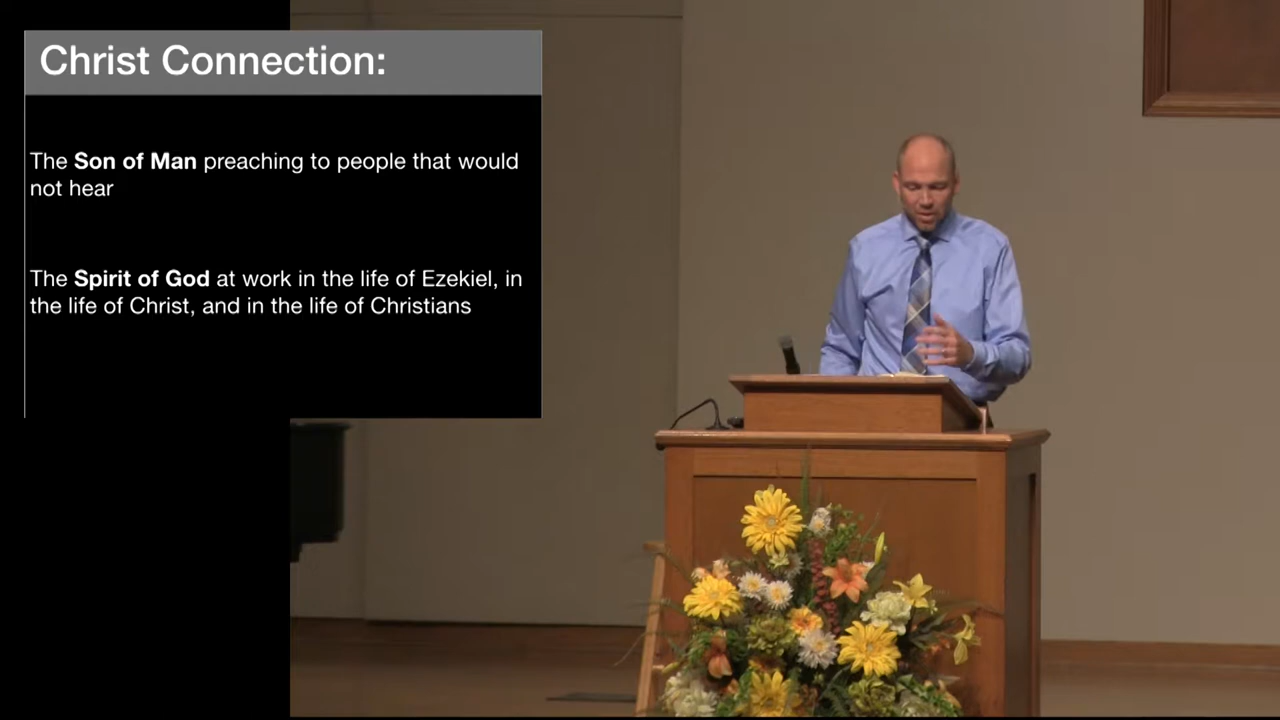 Christ Connection:
The Son of Man preaching to people that would
not hear
The Spirit of God at work in the life of Ezekiel, in
the life of Christ, and in the life of Christians